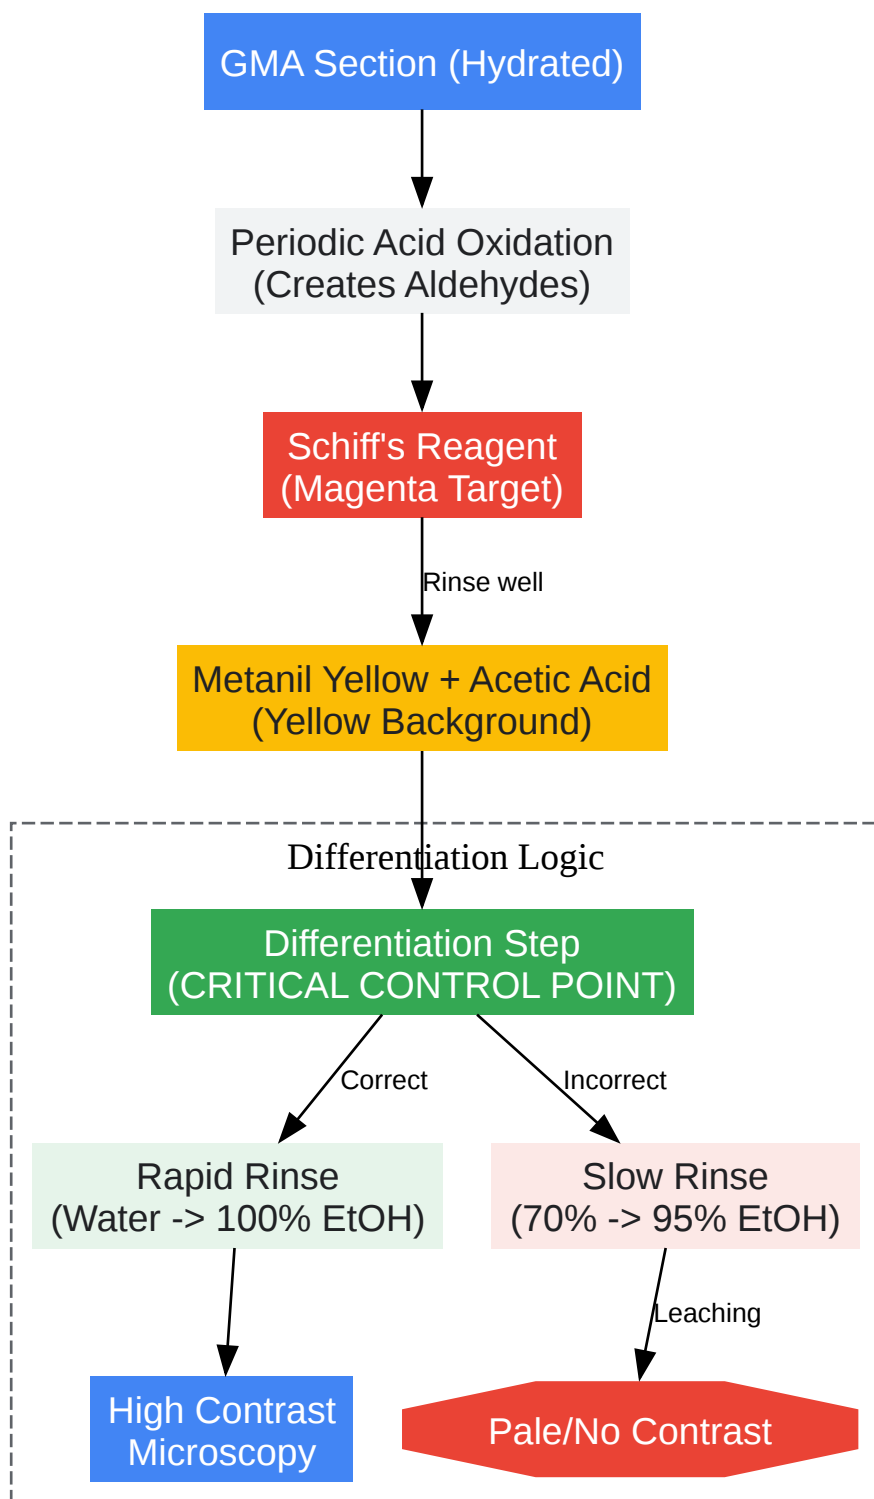 GMA Section (Hydrated)
Periodic Acid Oxidation
(Creates Aldehydes)
Schiff's Reagent
(Magenta Target)
Rinse well
Metanil Yellow + Acetic Acid
(Yellow Background)
Differentiation Logic
Differentiation Step
(CRITICAL CONTROL POINT)
Correct
Incorrect
Rapid Rinse
(Water -> 100% EtOH)
Slow Rinse
(70% -> 95% EtOH)
Leaching
High Contrast
Microscopy
Pale/No Contrast